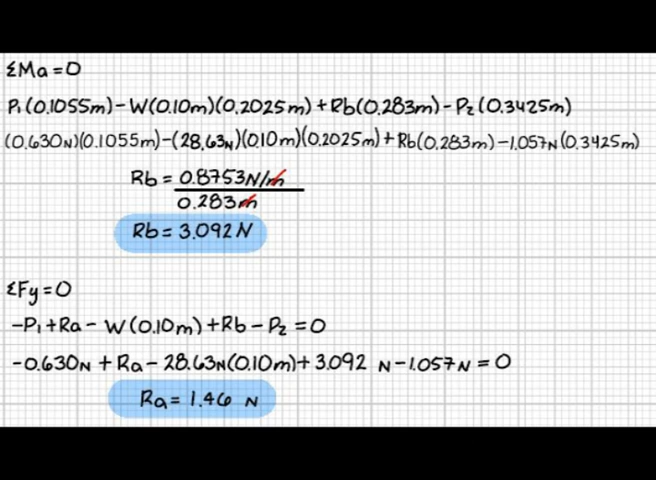 ΣMa=0
P₁(0.1055m)-W(0.10m)(0.2025m)+Rb(0.283m)-P₂(0.3425m)
(0.630N)(0.1055m)-(28.63N)(0.10m)(0.2025m)+Rb(0.283m)-1.057N(0.3425m)
Rb = 0.8753N/m
0.283m
Rb = 3.092N
ΣFy=0
-P₁+Ra-W(0.10m)+Rb-P₂=0
-0.630N+Ra-28.63N(0.10m)+3.092 N-1.057N=0
Ra = 1.46 N